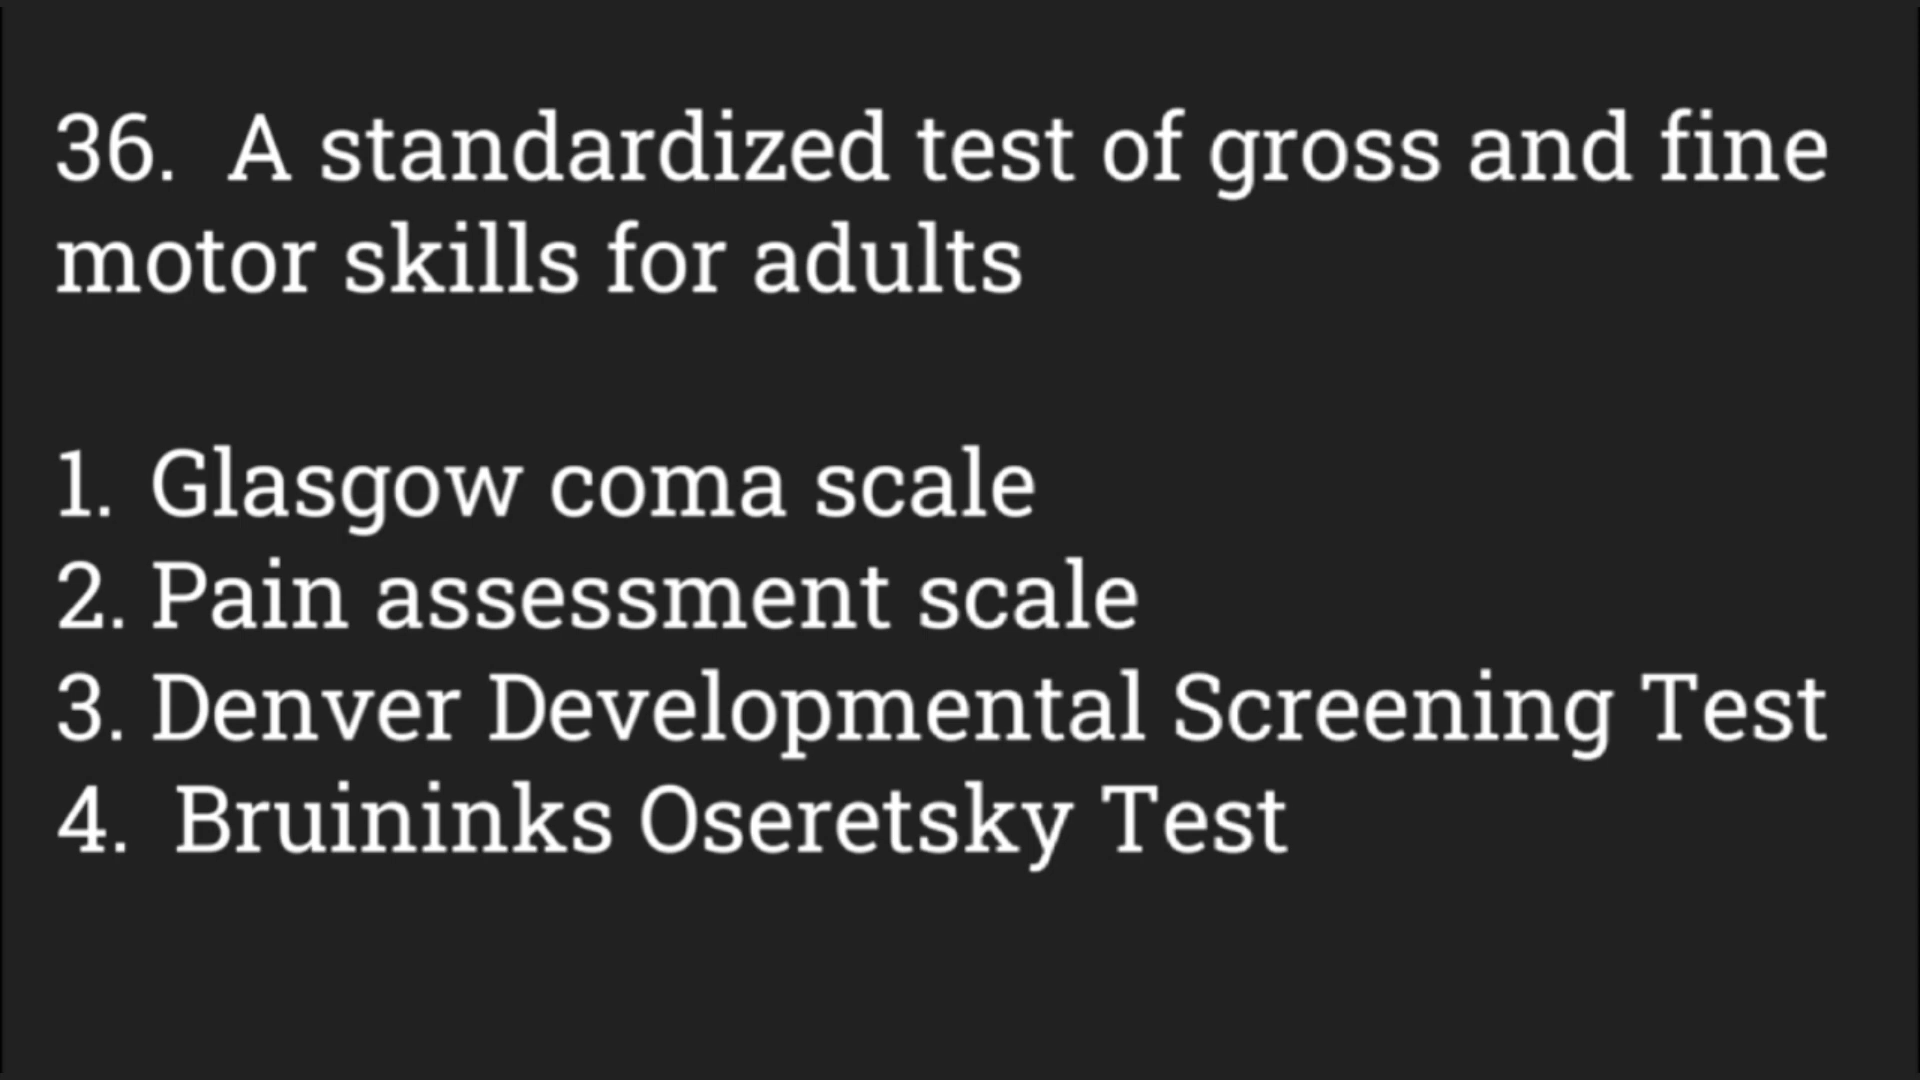 36. A standardized test of gross and fine
motor skills for adults
1. Glasgow coma scale
2. Pain assessment scale
3. Denver Developmental Screening Test
4. Bruininks Oseretsky Test